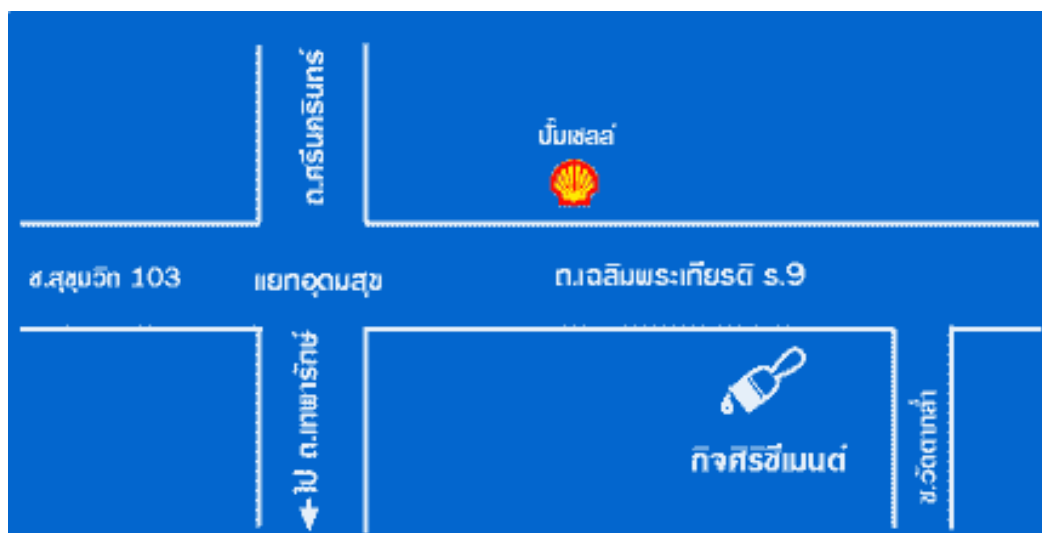 ถ.ศรีนครินทร์
ปั๊มเชลล์
ซ.สุขุมวิท 103
แยกอุดมสุข
ถ.เฉลิมพระเกียรติ ร.9
ไป ถ.เทพารักษ์
กิจศิริซีเมนต์
ซ.วัดตากล่ำ